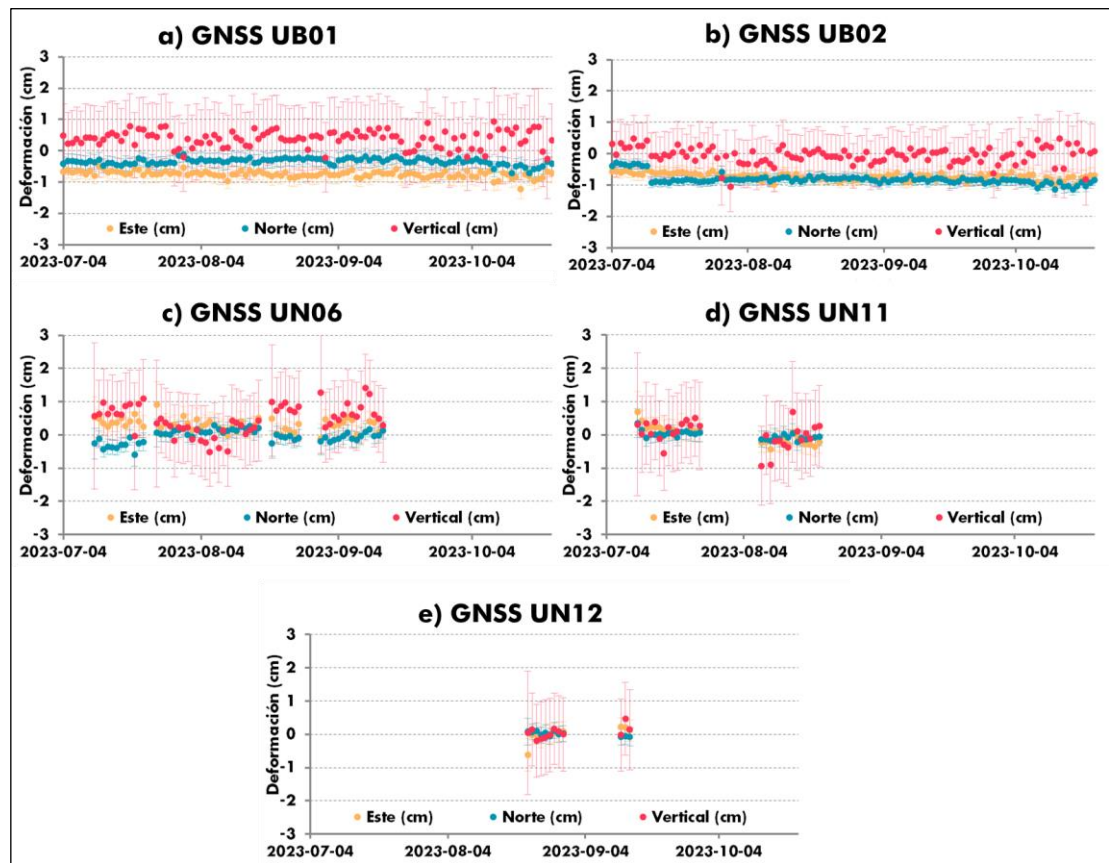 a) GNSS UB01
Deformación (cm)
3
2
1
0
-1
-2
-3
Este (cm) Norte (cm) Vertical (cm)
2023-07-04 2023-08-04 2023-09-04 2023-10-04
b) GNSS UB02
Deformación (cm)
3
2
1
0
-1
-2
-3
Este (cm) Norte (cm) Vertical (cm)
2023-07-04 2023-08-04 2023-09-04 2023-10-04
c) GNSS UN06
Deformación (cm)
3
2
1
0
-1
-2
-3
Este (cm) Norte (cm) Vertical (cm)
2023-07-04 2023-08-04 2023-09-04 2023-10-04
d) GNSS UN11
Deformación (cm)
3
2
1
0
-1
-2
-3
Este (cm) Norte (cm) Vertical (cm)
2023-07-04 2023-08-04 2023-09-04 2023-10-04
e) GNSS UN12
Deformación (cm)
3
2
1
0
-1
-2
-3
Este (cm) Norte (cm) Vertical (cm)
2023-07-04 2023-08-04 2023-09-04 2023-10-04